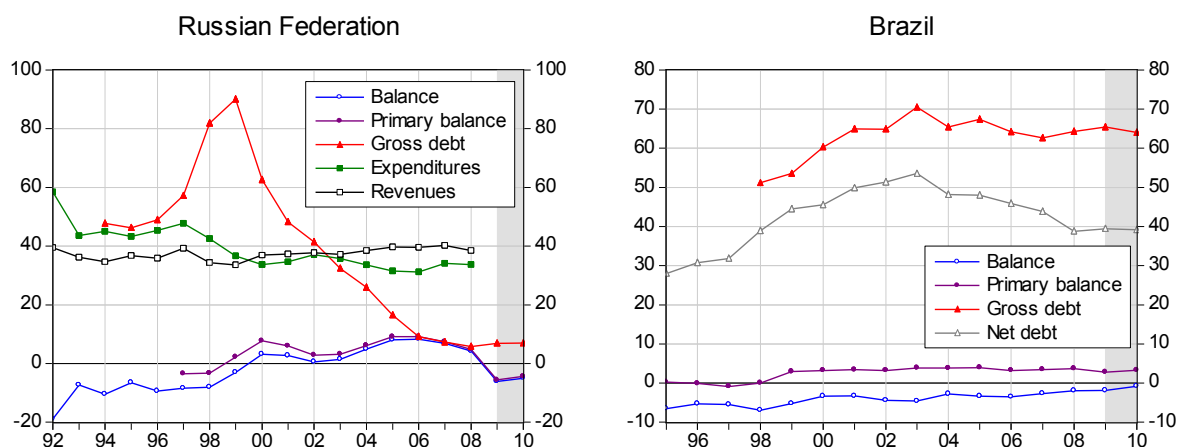 Russian Federation
100
80
60
40
20
0
-20
100
80
60
40
20
0
-20
Balance
Primary balance
Gross debt
Expenditures
Revenues
92 94 96 98 00 02 04 06 08 10
Brazil
80
70
60
50
40
30
20
10
0
-10
80
70
60
50
40
30
20
10
0
-10
Balance
Primary balance
Gross debt
Net debt
96 98 00 02 04 06 08 10